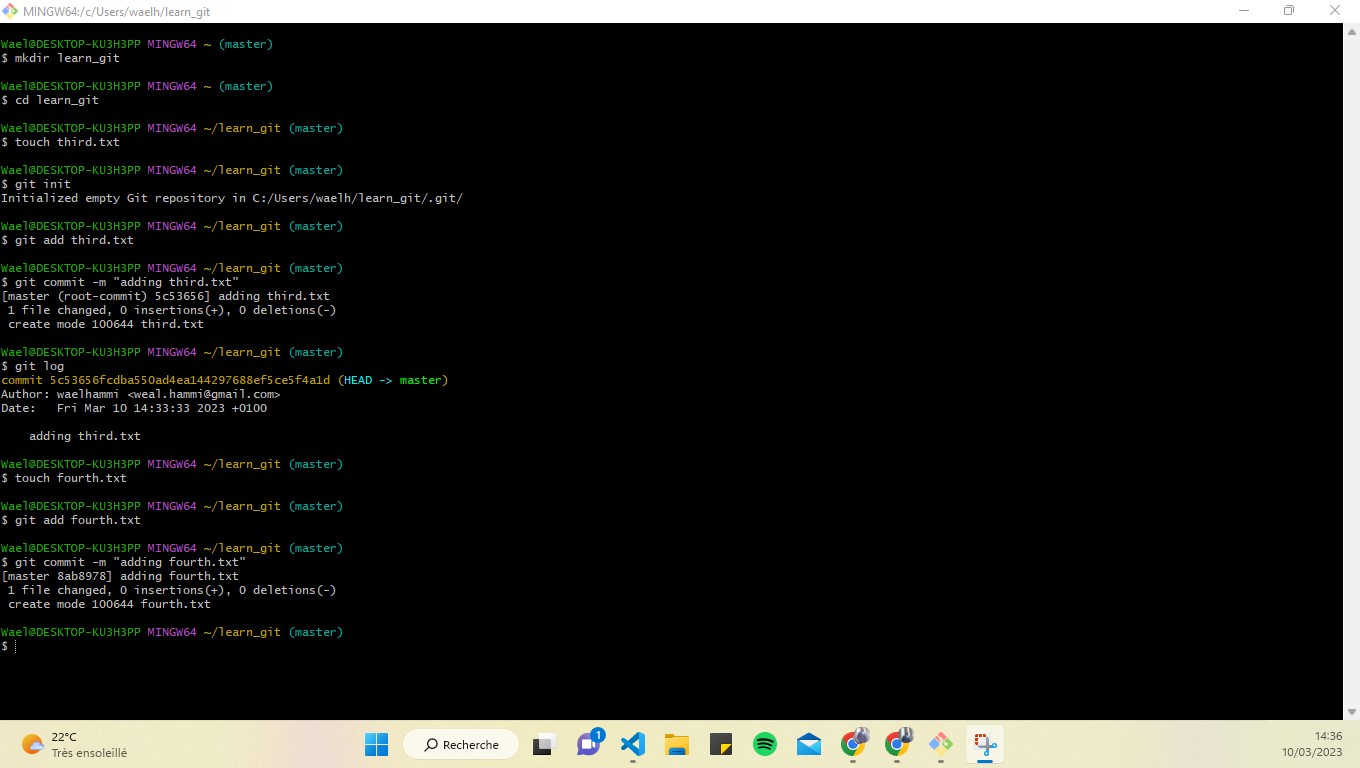 MINGW64:/c/Users/waelh/learn_git
Wael@DESKTOP-KU3H3PP MINGW64 ~ (master)
$ mkdir learn_git
Wael@DESKTOP-KU3H3PP MINGW64 ~ (master)
$ cd learn_git
Wael@DESKTOP-KU3H3PP MINGW64 ~/learn_git (master)
$ touch third.txt
Wael@DESKTOP-KU3H3PP MINGW64 ~/learn_git (master)
$ git init
Initialized empty Git repository in C:/Users/waelh/learn_git/.git/
Wael@DESKTOP-KU3H3PP MINGW64 ~/learn_git (master)
$ git add third.txt
Wael@DESKTOP-KU3H3PP MINGW64 ~/learn_git (master)
$ git commit -m "adding third.txt"
[master (root-commit) 5c53656] adding third.txt
 1 file changed, 0 insertions(+), 0 deletions(-)
 create mode 100644 third.txt
Wael@DESKTOP-KU3H3PP MINGW64 ~/learn_git (master)
$ git log
commit 5c53656fcdba550ad4ea144297688ef5ce5f4a1d (HEAD -> master)
Author: waelhammi <weal.hammi@gmail.com>
Date:   Fri Mar 10 14:33:33 2023 +0100
    adding third.txt
Wael@DESKTOP-KU3H3PP MINGW64 ~/learn_git (master)
$ touch fourth.txt
Wael@DESKTOP-KU3H3PP MINGW64 ~/learn_git (master)
$ git add fourth.txt
Wael@DESKTOP-KU3H3PP MINGW64 ~/learn_git (master)
$ git commit -m "adding fourth.txt"
[master 8ab8978] adding fourth.txt
 1 file changed, 0 insertions(+), 0 deletions(-)
 create mode 100644 fourth.txt
Wael@DESKTOP-KU3H3PP MINGW64 ~/learn_git (master)
$
22°C
Très ensoleillé
Recherche
1
14:36
10/03/2023